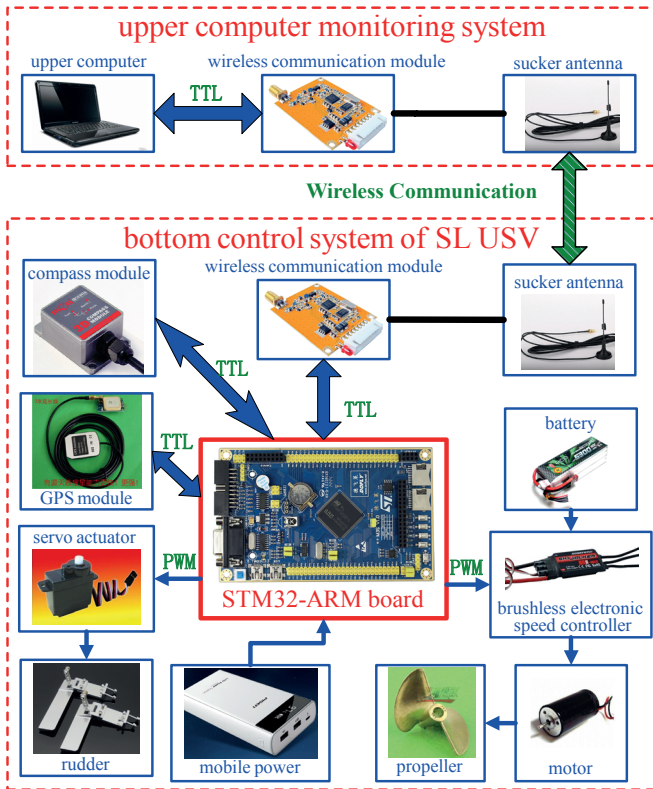 upper computer monitoring system
upper computer
wireless communication module
sucker antenna
TTL
Wireless Communication
bottom control system of SL USV
compass module
wireless communication module
sucker antenna
TTL
TTL
TTL
GPS module
battery
servo actuator
PWM
PWM
STM32-ARM board
brushless electronic
speed controller
rudder
mobile power
propeller
motor